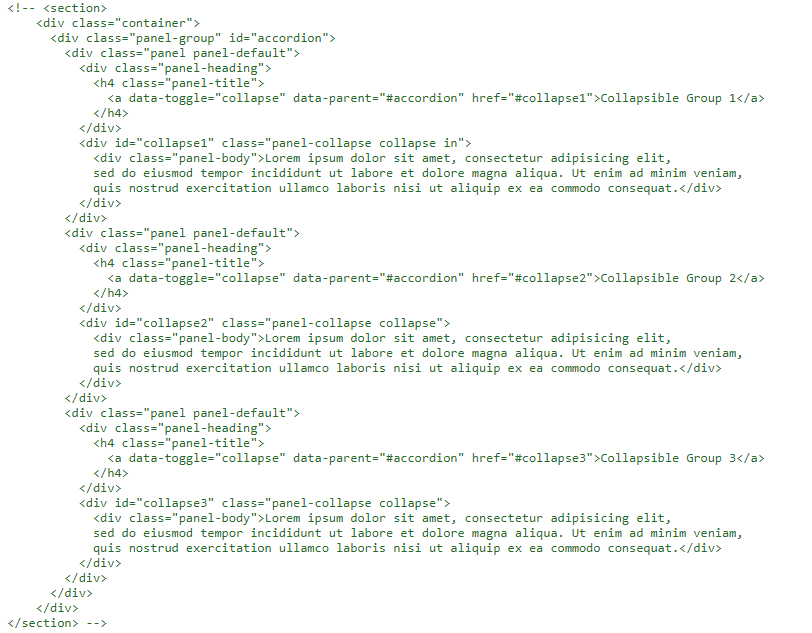 <!-- <section>
    <div class="container">
      <div class="panel-group" id="accordion">
        <div class="panel panel-default">
          <div class="panel-heading">
            <h4 class="panel-title">
              <a data-toggle="collapse" data-parent="#accordion" href="#collapse1">Collapsible Group 1</a>
            </h4>
          </div>
          <div id="collapse1" class="panel-collapse collapse in">
            <div class="panel-body">Lorem ipsum dolor sit amet, consectetur adipisicing elit,
            sed do eiusmod tempor incididunt ut labore et dolore magna aliqua. Ut enim ad minim veniam,
            quis nostrud exercitation ullamco laboris nisi ut aliquip ex ea commodo consequat.</div>
          </div>
        </div>
        <div class="panel panel-default">
          <div class="panel-heading">
            <h4 class="panel-title">
              <a data-toggle="collapse" data-parent="#accordion" href="#collapse2">Collapsible Group 2</a>
            </h4>
          </div>
          <div id="collapse2" class="panel-collapse collapse">
            <div class="panel-body">Lorem ipsum dolor sit amet, consectetur adipisicing elit,
            sed do eiusmod tempor incididunt ut labore et dolore magna aliqua. Ut enim ad minim veniam,
            quis nostrud exercitation ullamco laboris nisi ut aliquip ex ea commodo consequat.</div>
          </div>
        </div>
        <div class="panel panel-default">
          <div class="panel-heading">
            <h4 class="panel-title">
              <a data-toggle="collapse" data-parent="#accordion" href="#collapse3">Collapsible Group 3</a>
            </h4>
          </div>
          <div id="collapse3" class="panel-collapse collapse">
            <div class="panel-body">Lorem ipsum dolor sit amet, consectetur adipisicing elit,
            sed do eiusmod tempor incididunt ut labore et dolore magna aliqua. Ut enim ad minim veniam,
            quis nostrud exercitation ullamco laboris nisi ut aliquip ex ea commodo consequat.</div>
          </div>
        </div>
      </div>
    </div>
</section> -->